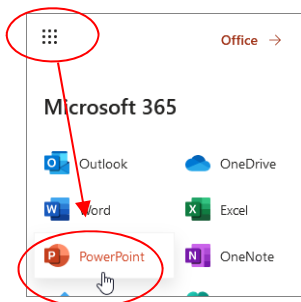 Office →
Microsoft 365
Outlook OneDrive
Word Excel
PowerPoint OneNote